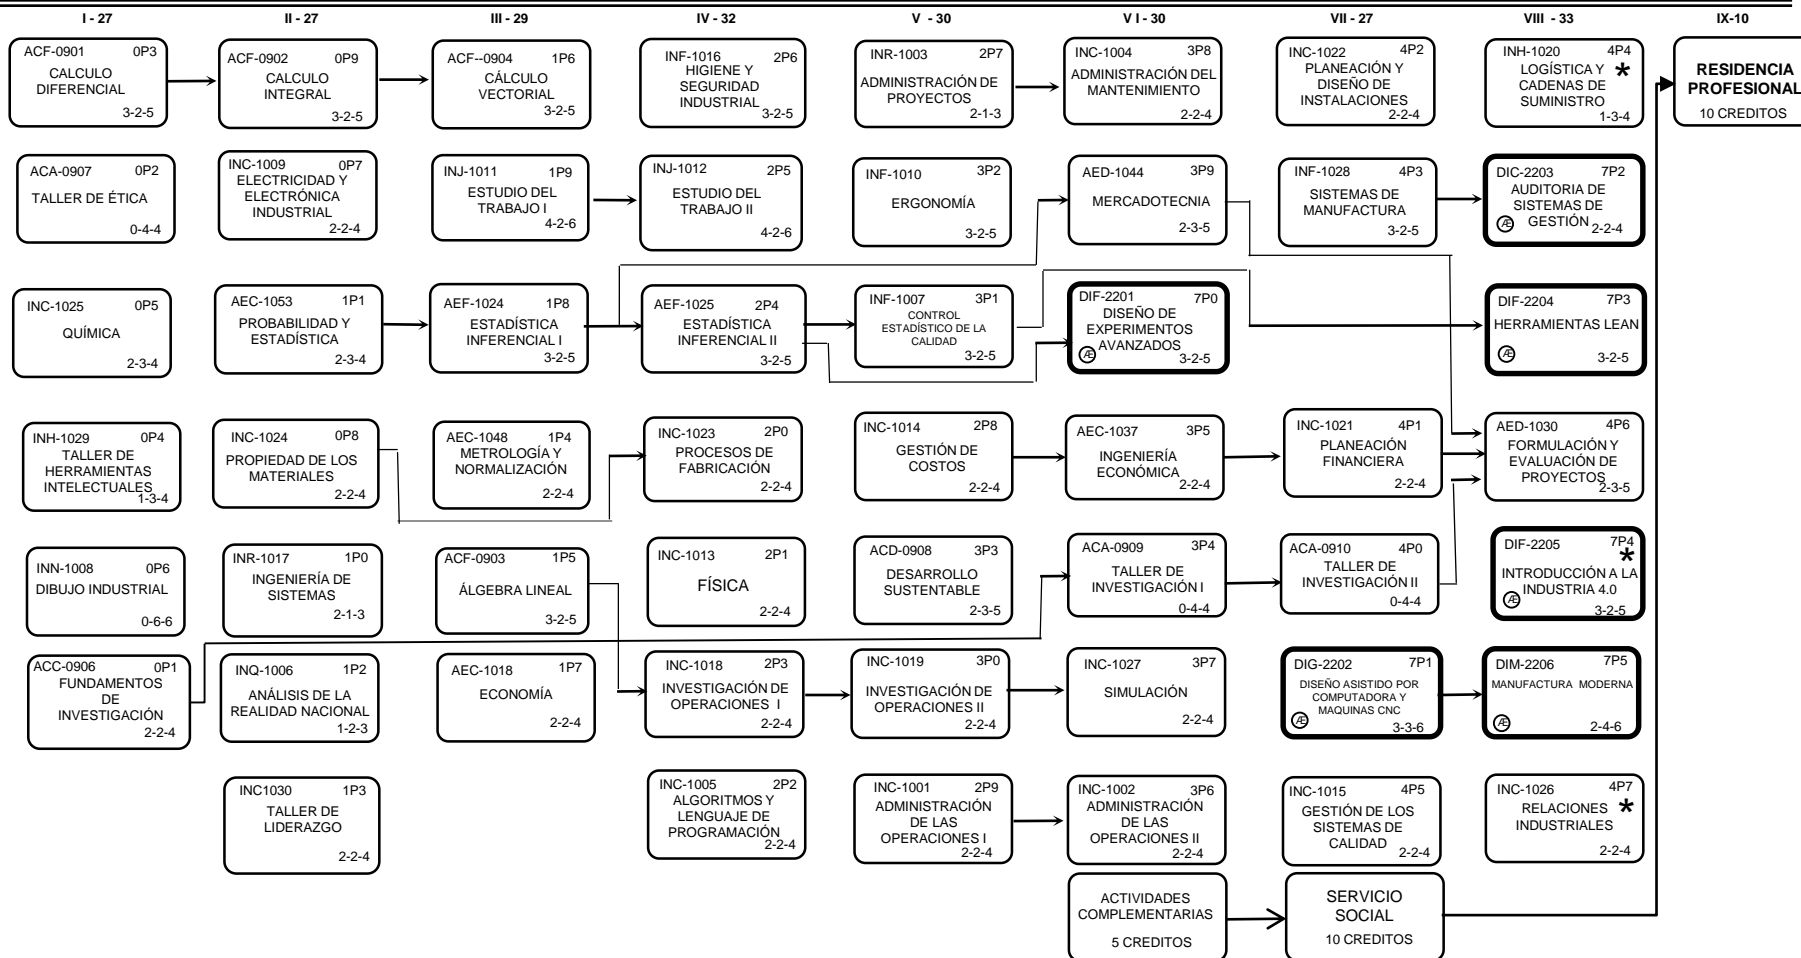 I - 27
II - 27
III - 29
IV - 32
V - 30
V I - 30
VII - 27
VIII - 33
IX-10
ACF-0901 0P3
CALCULO
DIFERENCIAL
3-2-5
ACF-0902 0P9
CALCULO
INTEGRAL
3-2-5
ACF--0904 1P6
CÁLCULO
VECTORIAL
3-2-5
INF-1016 2P6
HIGIENE Y
SEGURIDAD
INDUSTRIAL
3-2-5
INR-1003 2P7
ADMINISTRACIÓN DE
PROYECTOS
2-1-3
INC-1004 3P8
ADMINISTRACIÓN DEL
MANTENIMIENTO
2-2-4
INC-1022 4P2
PLANEACIÓN Y
DISEÑO DE
INSTALACIONES
2-2-4
INH-1020 4P4
LOGÍSTICA Y *
CADENAS DE
SUMINISTRO
1-3-4
RESIDENCIA
PROFESIONAL
10 CREDITOS
ACA-0907 0P2
TALLER DE ÉTICA
0-4-4
INC-1009 0P7
ELECTRICIDAD Y
ELECTRÓNICA
INDUSTRIAL
2-2-4
INJ-1011 1P9
ESTUDIO DEL
TRABAJO I
4-2-6
INJ-1012 2P5
ESTUDIO DEL
TRABAJO II
4-2-6
INF-1010 3P2
ERGONOMÍA
3-2-5
AED-1044 3P9
MERCADOTECNIA
2-3-5
INF-1028 4P3
SISTEMAS DE
MANUFACTURA
3-2-5
DIC-2203 7P2
AUDITORIA DE
SISTEMAS DE
Æ GESTIÓN 2-2-4
INC-1025 0P5
QUÍMICA
2-3-4
AEC-1053 1P1
PROBABILIDAD Y
ESTADÍSTICA
2-3-4
AEF-1024 1P8
ESTADÍSTICA
INFERENCIAL I
3-2-5
AEF-1025 2P4
ESTADÍSTICA
INFERENCIAL II
3-2-5
INF-1007 3P1
CONTROL
ESTADÍSTICO DE LA
CALIDAD
3-2-5
DIF-2201 7P0
DISEÑO DE
EXPERIMENTOS
AVANZADOS
Æ 3-2-5
DIF-2204 7P3
HERRAMIENTAS LEAN
Æ 3-2-5
INH-1029 0P4
TALLER DE
HERRAMIENTAS
INTELECTUALES
1-3-4
INC-1024 0P8
PROPIEDAD DE LOS
MATERIALES
2-2-4
AEC-1048 1P4
METROLOGÍA Y
NORMALIZACIÓN
2-2-4
INC-1023 2P0
PROCESOS DE
FABRICACIÓN
2-2-4
INC-1014 2P8
GESTIÓN DE
COSTOS
2-2-4
AEC-1037 3P5
INGENIERÍA
ECONÓMICA
2-2-4
INC-1021 4P1
PLANEACIÓN
FINANCIERA
2-2-4
AED-1030 4P6
FORMULACIÓN Y
EVALUACIÓN DE
PROYECTOS
2-3-5
INN-1008 0P6
DIBUJO INDUSTRIAL
0-6-6
INR-1017 1P0
INGENIERÍA DE
SISTEMAS
2-1-3
ACF-0903 1P5
ÁLGEBRA LINEAL
3-2-5
INC-1013 2P1
FÍSICA
2-2-4
ACD-0908 3P3
DESARROLLO
SUSTENTABLE
2-3-5
ACA-0909 3P4
TALLER DE
INVESTIGACIÓN I
0-4-4
ACA-0910 4P0
TALLER DE
INVESTIGACIÓN II
0-4-4
DIF-2205 7P4
*
INTRODUCCIÓN A LA
INDUSTRIA 4.0
Æ 3-2-5
ACC-0906 0P1
FUNDAMENTOS
DE
INVESTIGACIÓN
2-2-4
INQ-1006 1P2
ANÁLISIS DE LA
REALIDAD NACIONAL
1-2-3
AEC-1018 1P7
ECONOMÍA
2-2-4
INC-1018 2P3
INVESTIGACIÓN DE
OPERACIONES I
2-2-4
INC-1019 3P0
INVESTIGACIÓN DE
OPERACIONES II
2-2-4
INC-1027 3P7
SIMULACIÓN
2-2-4
DIG-2202 7P1
DISEÑO ASISTIDO POR
COMPUTADORA Y
MAQUINAS CNC
Æ 3-3-6
DIM-2206 7P5
MANUFACTURA MODERNA
Æ 2-4-6
INC1030 1P3
TALLER DE
LIDERAZGO
2-2-4
INC-1005 2P2
ALGORITMOS Y
LENGUAJE DE
PROGRAMACIÓN
2-2-4
INC-1001 2P9
ADMINISTRACIÓN
DE LAS
OPERACIONES I
2-2-4
INC-1002 3P6
ADMINISTRACIÓN
DE LAS
OPERACIONES II
2-2-4
INC-1015 4P5
GESTIÓN DE LOS
SISTEMAS DE
CALIDAD
2-2-4
INC-1026 4P7
RELACIONES *
INDUSTRIALES
2-2-4
ACTIVIDADES
COMPLEMENTARIAS
5 CREDITOS
SERVICIO
SOCIAL
10 CREDITOS